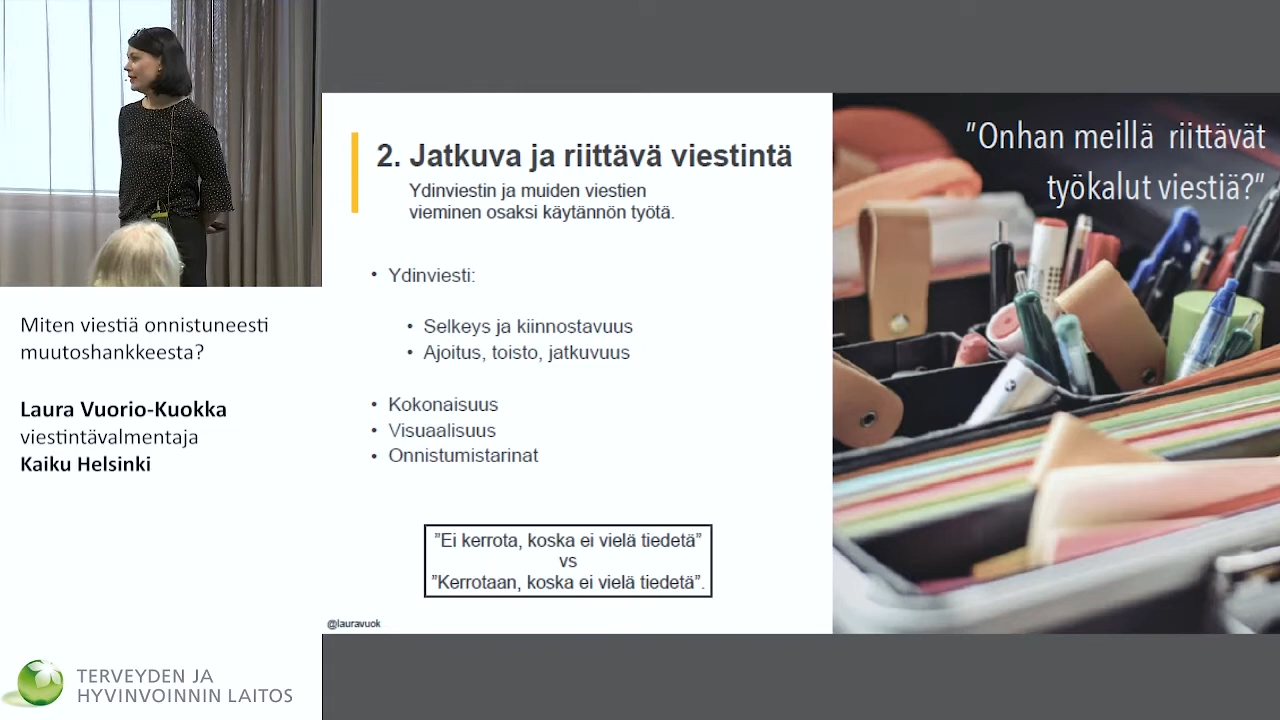 Miten viestiä onnistuneesti
muutoshankkeesta?
Laura Vuorio-Kuokka
viestintävalmentaja
Kaiku Helsinki
TERVEYDEN JA
HYVINVOINNIN LAITOS
2. Jatkuva ja riittävä viestintä
Ydinviestin ja muiden viestien
vieminen osaksi käytännön työtä.
• Ydinviesti:
• Selkeys ja kiinnostavuus
• Ajoitus, toisto, jatkuvuus
• Kokonaisuus
• Visuaalisuus
• Onnistumistarinat
”Ei kerrota, koska ei vielä tiedetä”
vs
”Kerrotaan, koska ei vielä tiedetä”.
@lauravuok
”Onhan meillä riittävät
työkalut viestiä?”